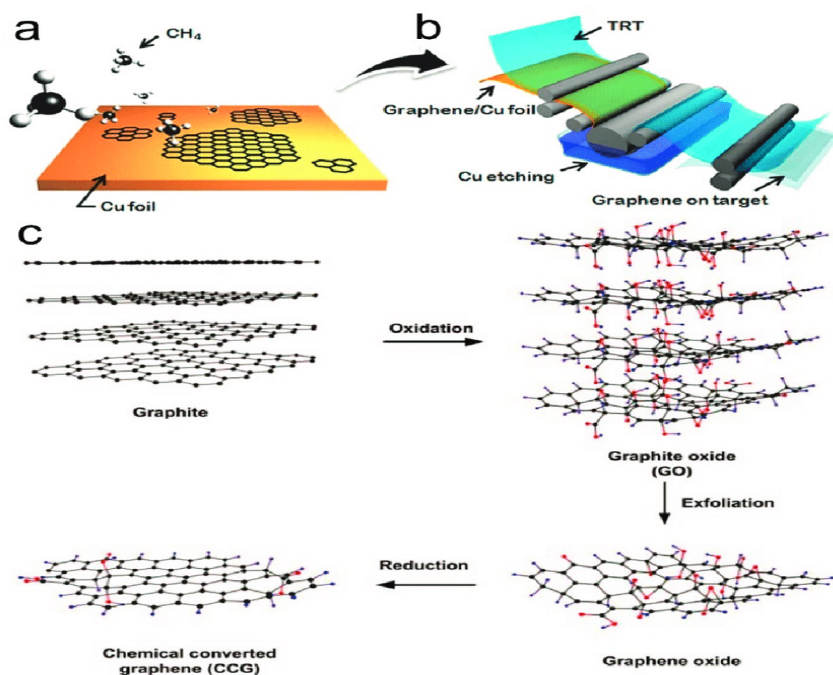 a
CH4
Cu foil
b
TRT
Graphene/Cu foil
Cu etching
Graphene on target
c
Graphite
Oxidation
Graphite oxide
(GO)
Exfoliation
Graphene oxide
Reduction
Chemical converted
graphene (CCG)